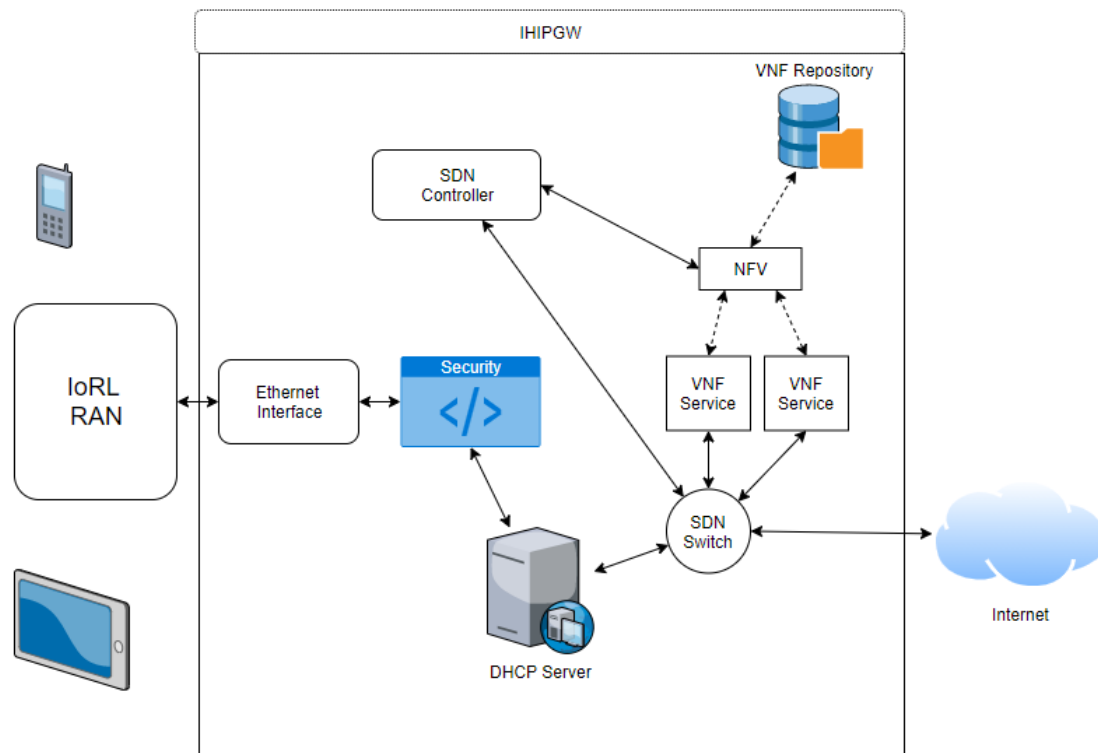 IHIPGW
VNF Repository
SDN
Controller
NFV
IoRL
RAN
Ethernet
Interface
Security
</>
VNF
Service
VNF
Service
SDN
Switch
DHCP Server
Internet